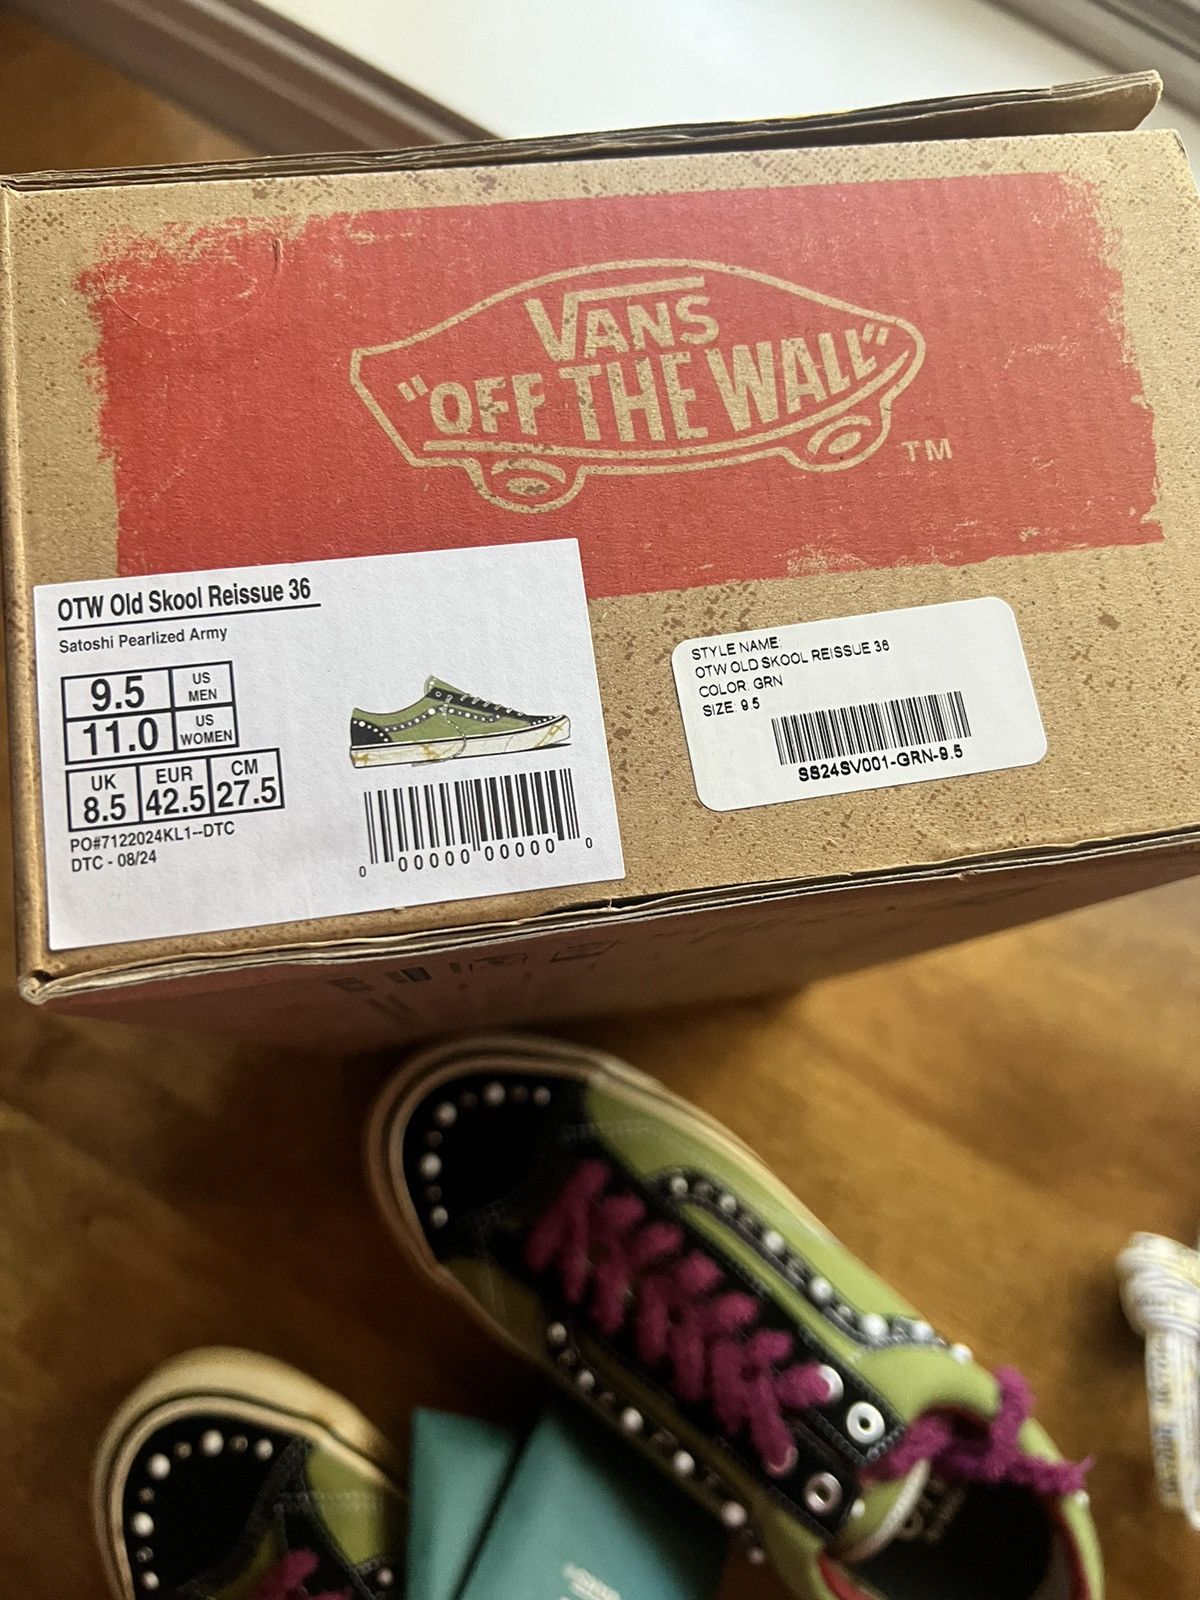 VANS
"OFF THE WALL"
TM
OTW Old Skool Reissue 36
Satoshi Pearlized Army
9.5 US MEN
11.0 US WOMEN
UK 8.5 EUR 42.5 CM 27.5
PO#7122024KL1--DTC
DTC - 08/24
0 00000 00000 0
STYLE NAME:
OTW OLD SKOOL REISSUE 36
COLOR: GRN
SIZE: 9.5
SS24SV001-GRN-9.5